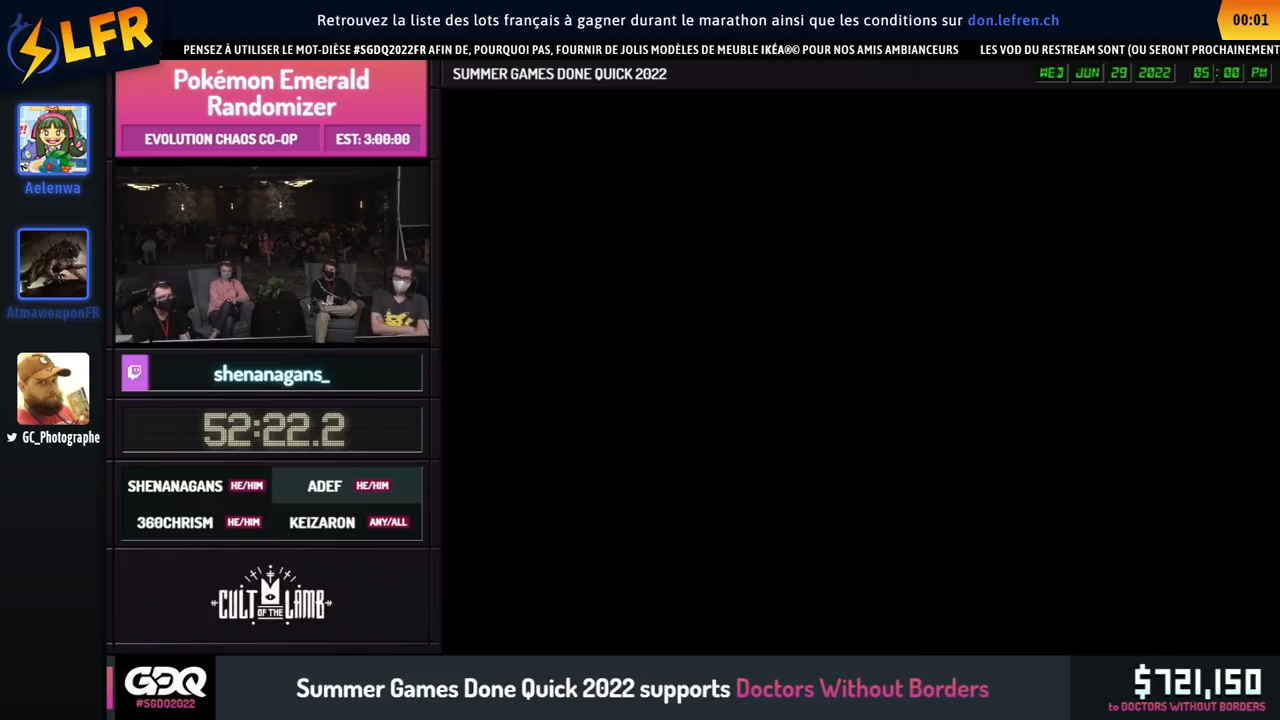 LFR
Retrouvez la liste des lots français à gagner durant le marathon ainsi que les conditions sur don.lefren.ch
00:01
PENSEZ À UTILISER LE MOT-DIÈSE #SGDQ2022FR AFIN DE, POURQUOI PAS, FOURNIR DE JOLIS MODÈLES DE MEUBLE IKÉA®© POUR NOS AMIS AMBIANCEURS
LES VOD DU RESTREAM SONT (OU SERONT PROCHAINEMENT
Pokémon Emerald
Randomizer
EVOLUTION CHAOS CO-OP
EST: 3:00:00
SUMMER GAMES DONE QUICK 2022
WED JUN 29 2022 05:00 PM
Aelenwa
AtmaweaponFR
GC_Photographe
shenanagans_
52:22.2
SHENANAGANS HE/HIM
ADEF HE/HIM
360CHRISM HE/HIM
KEIZARON ANY/ALL
CULT OF THE LAMB
GDQ
#SGDQ2022
Summer Games Done Quick 2022 supports Doctors Without Borders
$721,150
to DOCTORS WITHOUT BORDERS